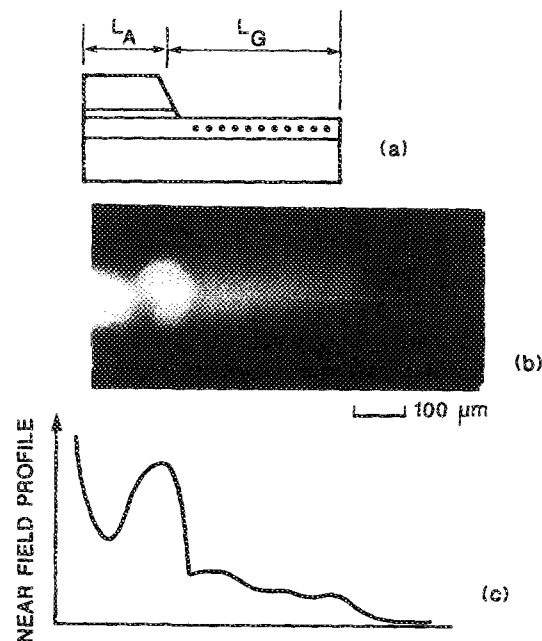 L_A L_G
(a)
(b)
100 μm
NEAR FIELD PROFILE
(c)